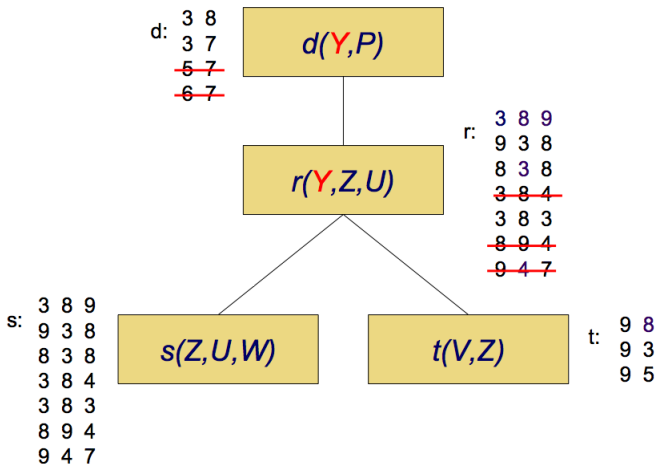 d:
3 8
3 7
5 7
6 7
d(Y,P)
r:
3 8 9
9 3 8
8 3 8
3 8 4
3 8 3
8 9 4
9 4 7
r(Y,Z,U)
s:
3 8 9
9 3 8
8 3 8
3 8 4
3 8 3
8 9 4
9 4 7
s(Z,U,W)
t(V,Z)
t:
9 8
9 3
9 5